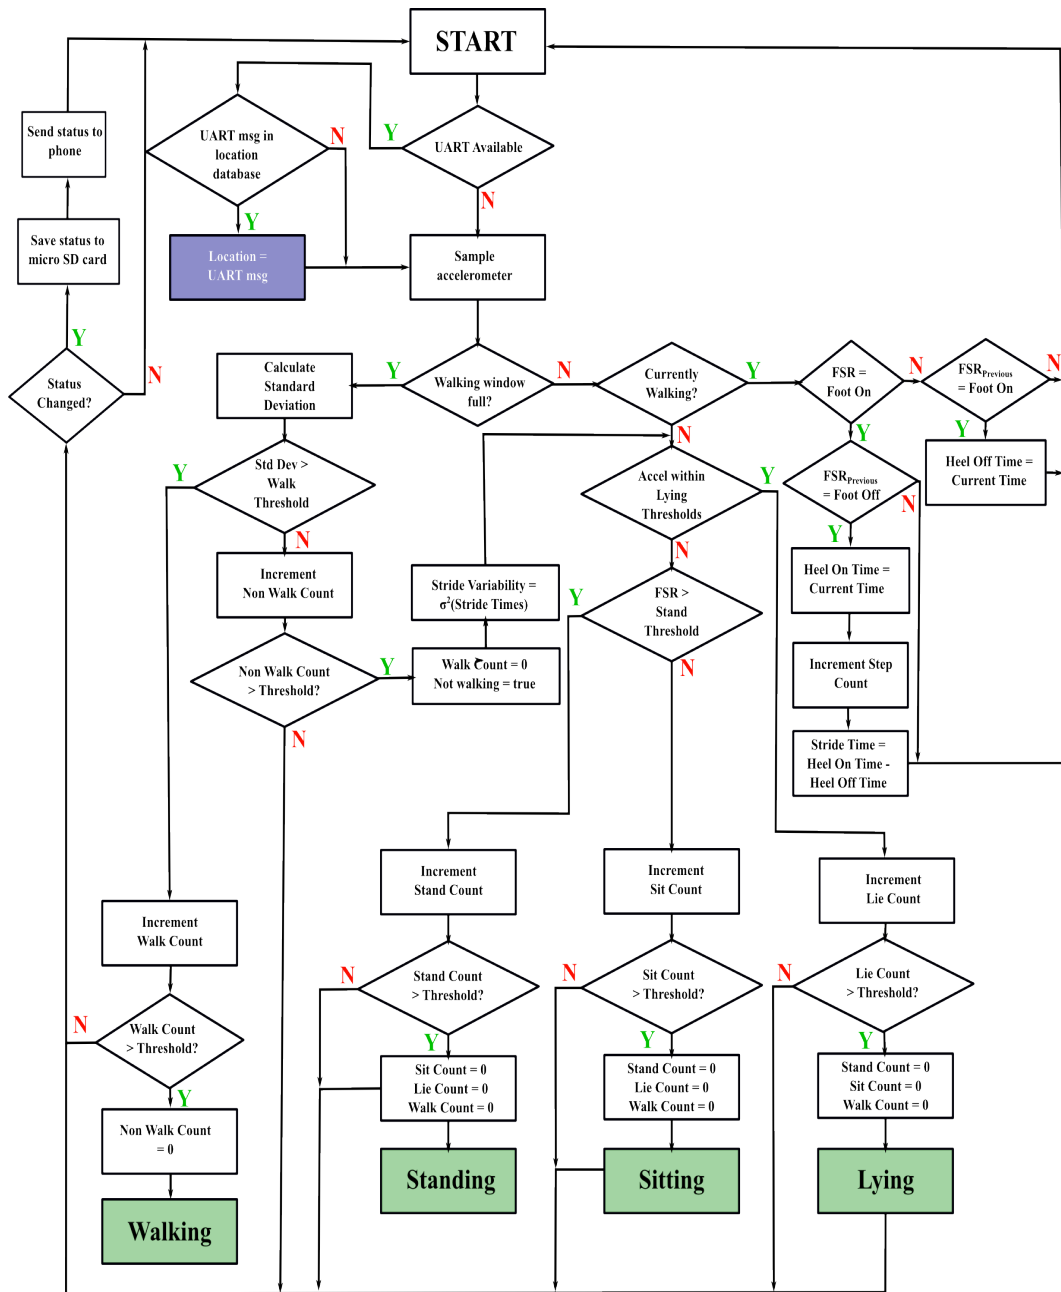 START
Send status to
phone
UART msg in
location
database
N
Y
UART Available
Y
N
Save status to
micro SD card
Location =
UART msg
Sample
accelerometer
Y
Status
Changed?
N
Calculate
Standard
Deviation
Y
Walking window
full?
N
Currently
Walking?
Y
N
FSR =
Foot On
N
Y
FSRPrevious
= Foot On
N
Y
Y
Std Dev >
Walk
Threshold
N
Accel within
Lying
Thresholds
Y
N
FSRPrevious
= Foot Off
N
Y
Heel Off Time =
Current Time
Increment
Non Walk Count
Stride Variability =
σ²(Stride Times)
Y
FSR >
Stand
Threshold
N
Heel On Time =
Current Time
Non Walk Count
> Threshold?
Y
N
Walk Count = 0
Not walking = true
Increment Step
Count
Stride Time =
Heel On Time -
Heel Off Time
Increment
Stand Count
Increment
Sit Count
Increment
Lie Count
Increment
Walk Count
N
Stand Count
> Threshold?
Y
N
Sit Count
> Threshold?
Y
N
Lie Count
> Threshold?
Y
N
Walk Count
> Threshold?
Y
Sit Count = 0
Lie Count = 0
Walk Count = 0
Stand Count = 0
Lie Count = 0
Walk Count = 0
Stand Count = 0
Sit Count = 0
Walk Count = 0
Non Walk Count
= 0
Standing
Sitting
Lying
Walking